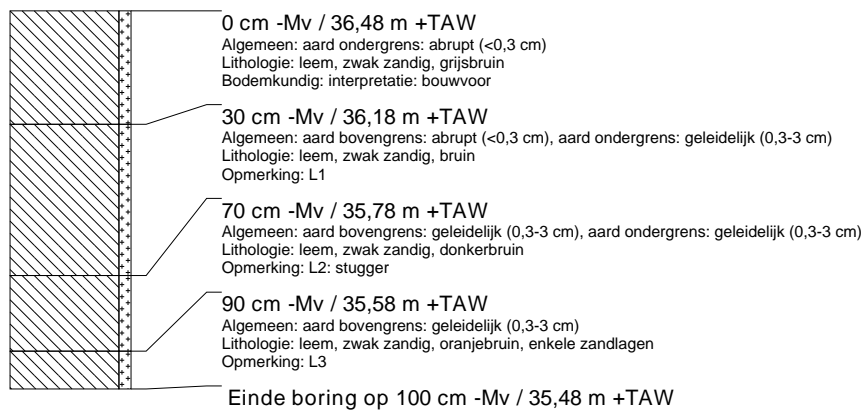 0 cm -Mv / 36,48 m +TAW
Algemeen: aard ondergrens: abrupt (<0,3 cm)
Lithologie: leem, zwak zandig, grijsbruin
Bodemkundig: interpretatie: bouwvoor
30 cm -Mv / 36,18 m +TAW
Algemeen: aard bovengrens: abrupt (<0,3 cm), aard ondergrens: geleidelijk (0,3-3 cm)
Lithologie: leem, zwak zandig, bruin
Opmerking: L1
70 cm -Mv / 35,78 m +TAW
Algemeen: aard bovengrens: geleidelijk (0,3-3 cm), aard ondergrens: geleidelijk (0,3-3 cm)
Lithologie: leem, zwak zandig, donkerbruin
Opmerking: L2: stugger
90 cm -Mv / 35,58 m +TAW
Algemeen: aard bovengrens: geleidelijk (0,3-3 cm)
Lithologie: leem, zwak zandig, oranjebruin, enkele zandlagen
Opmerking: L3
Einde boring op 100 cm -Mv / 35,48 m +TAW